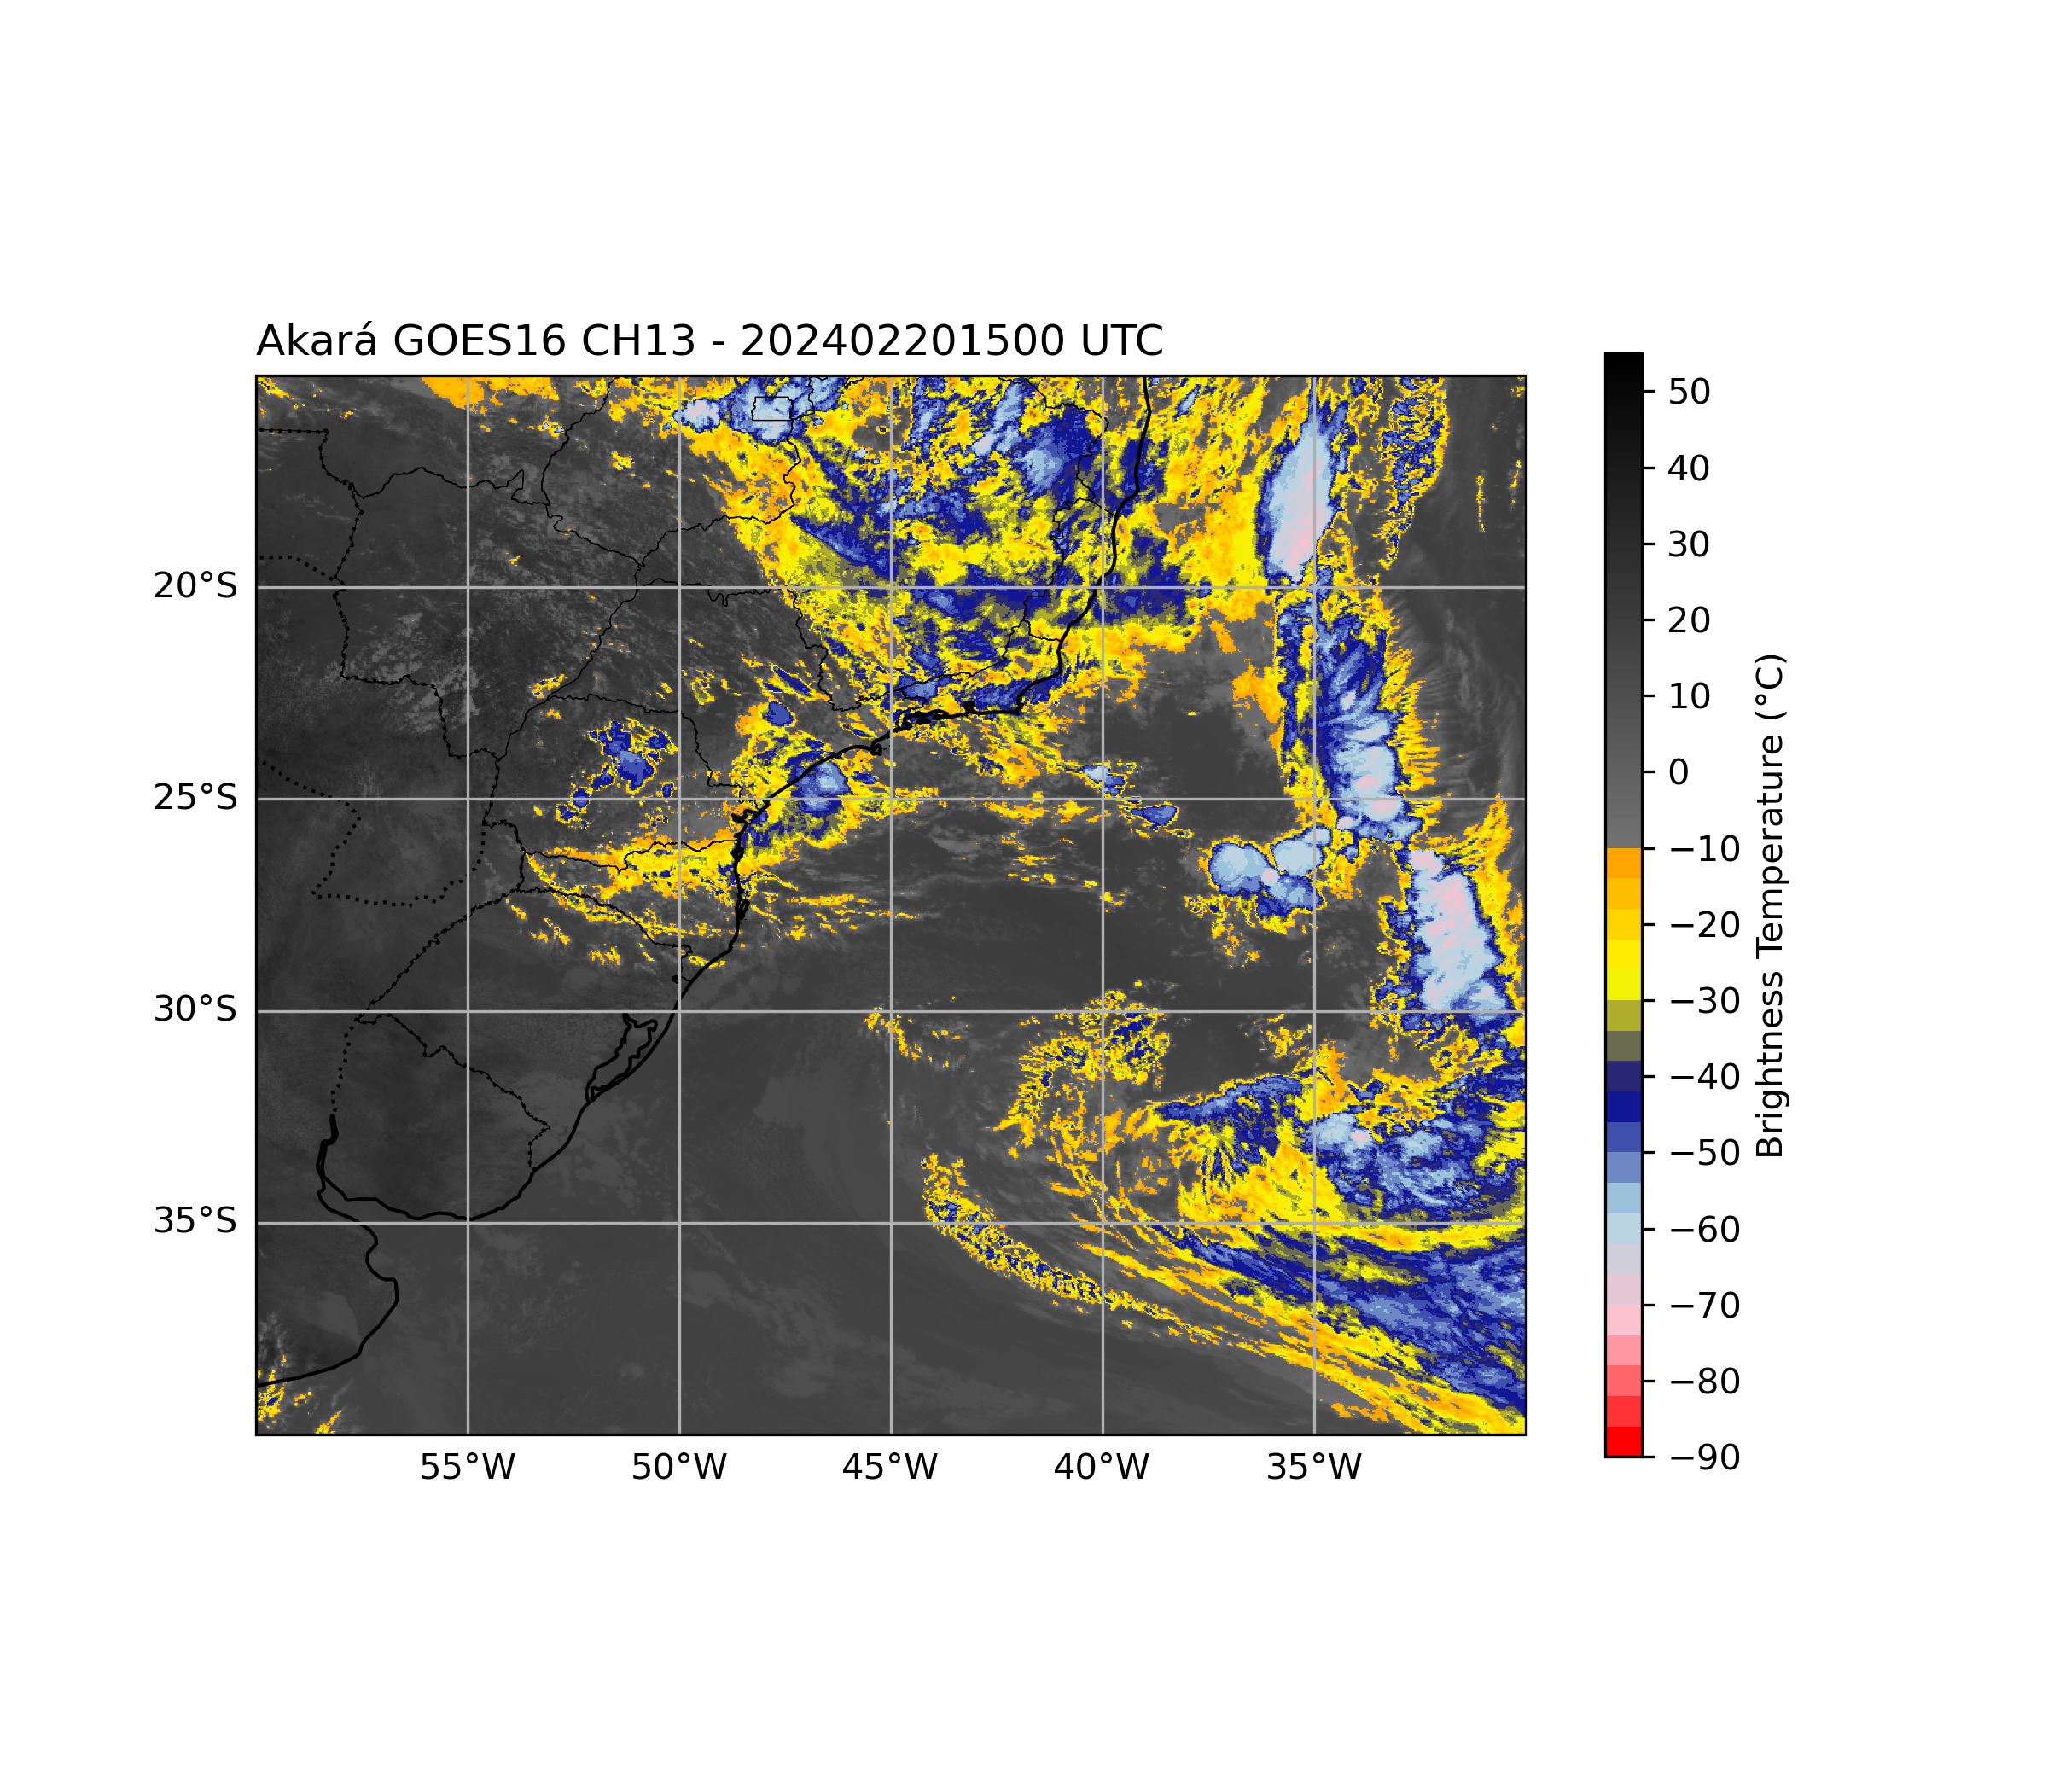 Akará GOES16 CH13 - 202402201500 UTC
20°S
25°S
30°S
35°S
55°W
50°W
45°W
40°W
35°W
50
40
30
20
10
0
−10
−20
−30
−40
−50
−60
−70
−80
−90
Brightness Temperature (°C)